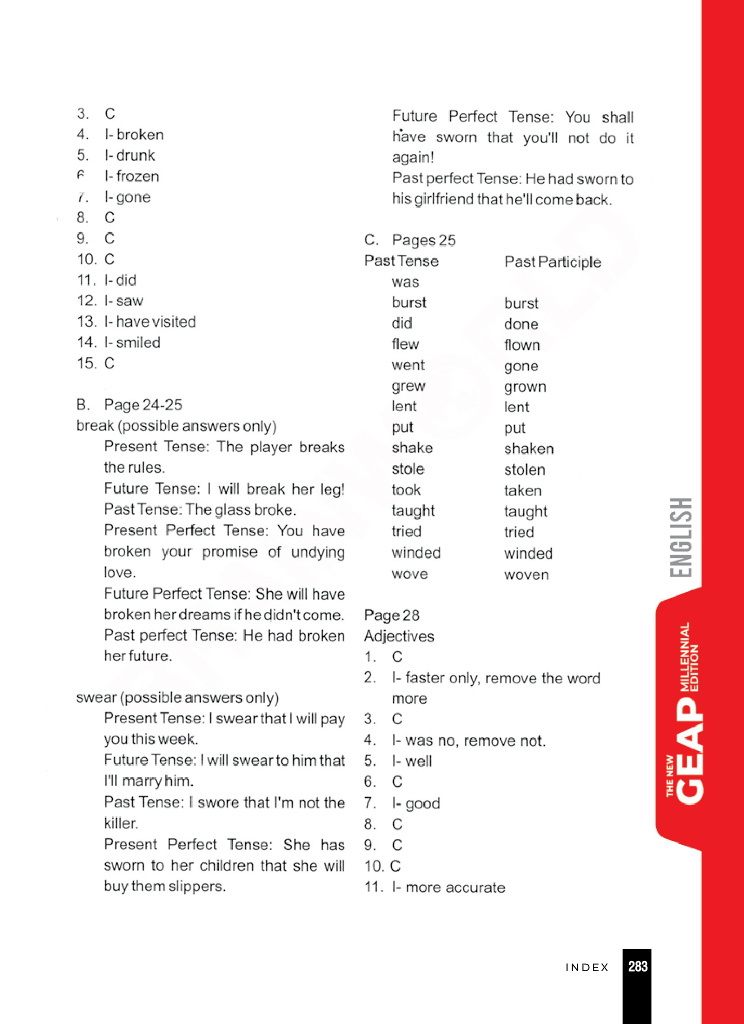 3. C
4. I- broken
5. I- drunk
6 I- frozen
7. I- gone
8. C
9. C
10. C
11. I- did
12. I- saw
13. I- have visited
14. I- smiled
15. C
B. Page 24-25
break (possible answers only)
Present Tense: The player breaks
the rules.
Future Tense: I will break her leg!
Past Tense: The glass broke.
Present Perfect Tense: You have
broken your promise of undying
love.
Future Perfect Tense: She will have
broken her dreams if he didn't come.
Past perfect Tense: He had broken
her future.
swear (possible answers only)
Present Tense: I swear that I will pay
you this week.
Future Tense: I will swear to him that
I'll marry him.
Past Tense: I swore that I'm not the
killer.
Present Perfect Tense: She has
sworn to her children that she will
buy them slippers.
Future Perfect Tense: You shall
have sworn that you'll not do it
again!
Past perfect Tense: He had sworn to
his girlfriend that he'll come back.
C. Pages 25
Past Tense Past Participle
was
burst burst
did done
flew flown
went gone
grew grown
lent lent
put put
shake shaken
stole stolen
took taken
taught taught
tried tried
winded winded
wove woven
Page 28
Adjectives
1. C
2. I- faster only, remove the word
more
3. C
4. I- was no, remove not.
5. I- well
6. C
7. I- good
8. C
9. C
10. C
11. I- more accurate
ENGLISH
THE NEW
GEAP
MILLENNIAL
EDITION
INDEX 283